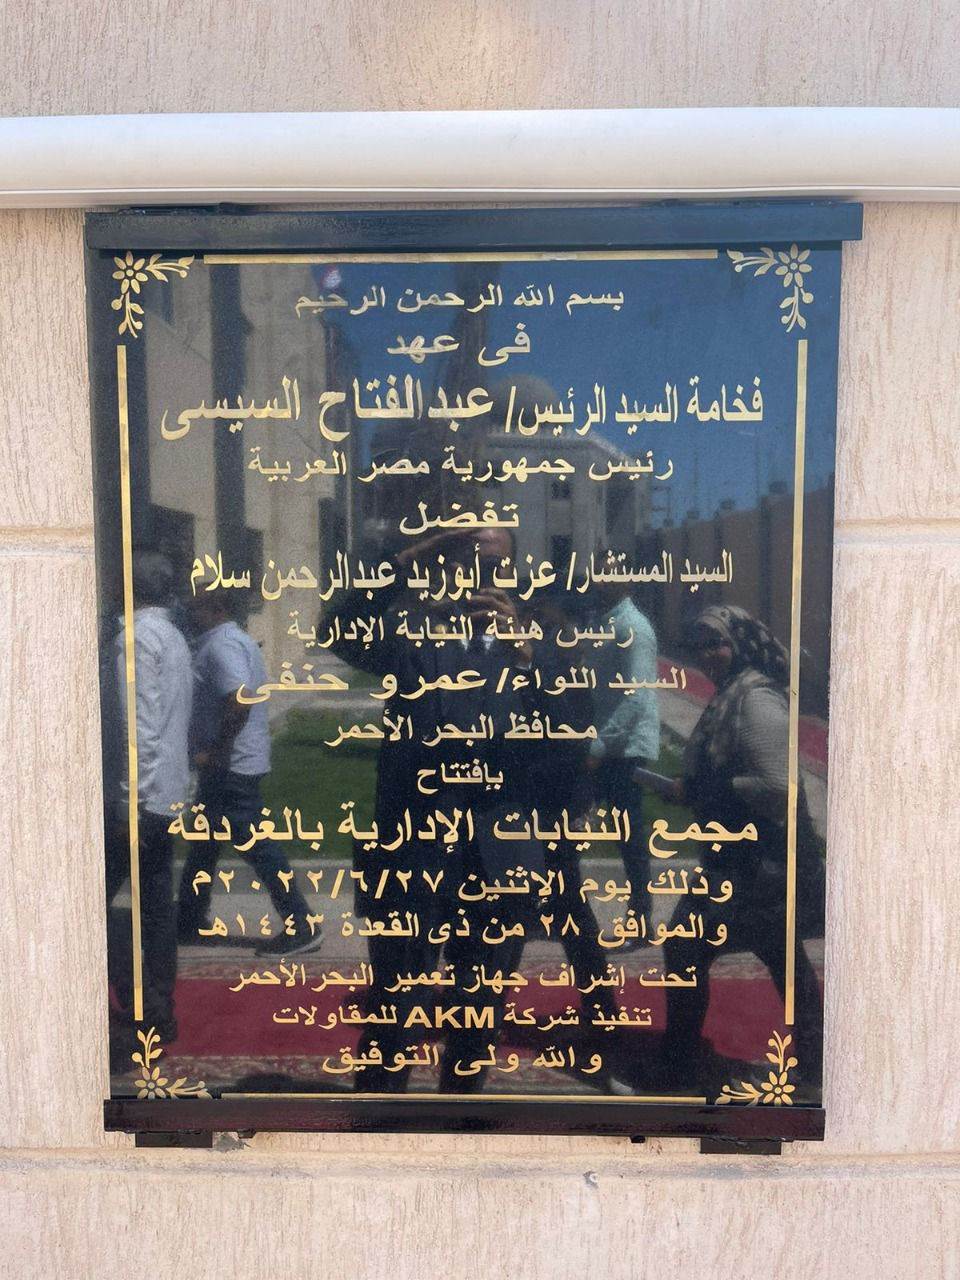 بسم الله الرحمن الرحيم
فى عهد
فخامة السيد الرئيس/ عبدالفتاح السيسى
رئيس جمهورية مصر العربية
تفضل
السيد المستشار/ عزت أبوزيد عبدالرحمن سلام
رئيس هيئة النيابة الإدارية
السيد اللواء/ عمرو حنفى
محافظ البحر الأحمر
بإفتتاح
مجمع النيابات الإدارية بالغردقة
وذلك يوم الإثنين ٢٠٢٢/٦/٢٧م
والموافق ٢٨ من ذى القعدة ١٤٤٣هـ
تحت إشراف جهاز تعمير البحر الأحمر
تنفيذ شركة AKM للمقاولات
والله ولى التوفيق